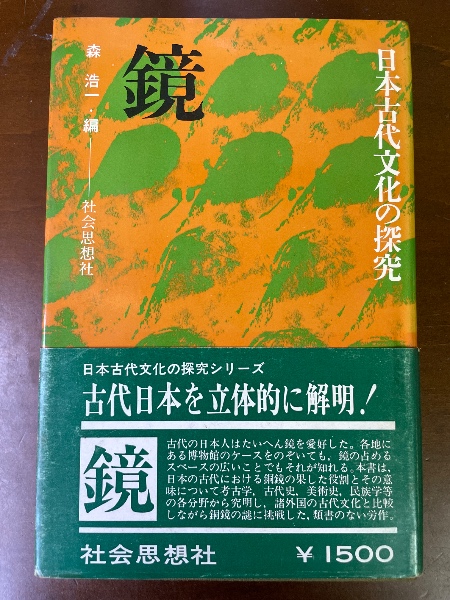 日本古代文化の探究
鏡
森 浩一・編――社会思想社
日本古代文化の探究シリーズ
古代日本を立体的に解明!
鏡
古代の日本人はたいへん鏡を愛好した。各地に
ある博物館のケースをのぞいても，鏡の占める
スペースの広いことでもそれが知れる。本書は，
日本の古代における銅鏡の果した役割とその意
味について考古学，古代史，美術史，民族学等
の各分野から究明し，諸外国の古代文化と比較
しながら銅鏡の謎に挑戦した，類書のない労作。
社会思想社
¥1500